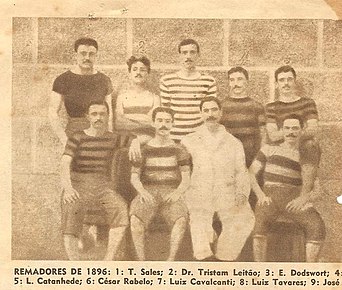 REMADORES DE 1896: 1: T. Sales; 2: Dr. Tristam Leitão; 3: E. Dodswort; 4:
5: L. Catanhede; 6: César Rabelo; 7: Luiz Cavalcanti; 8: Luiz Tavares; 9: José